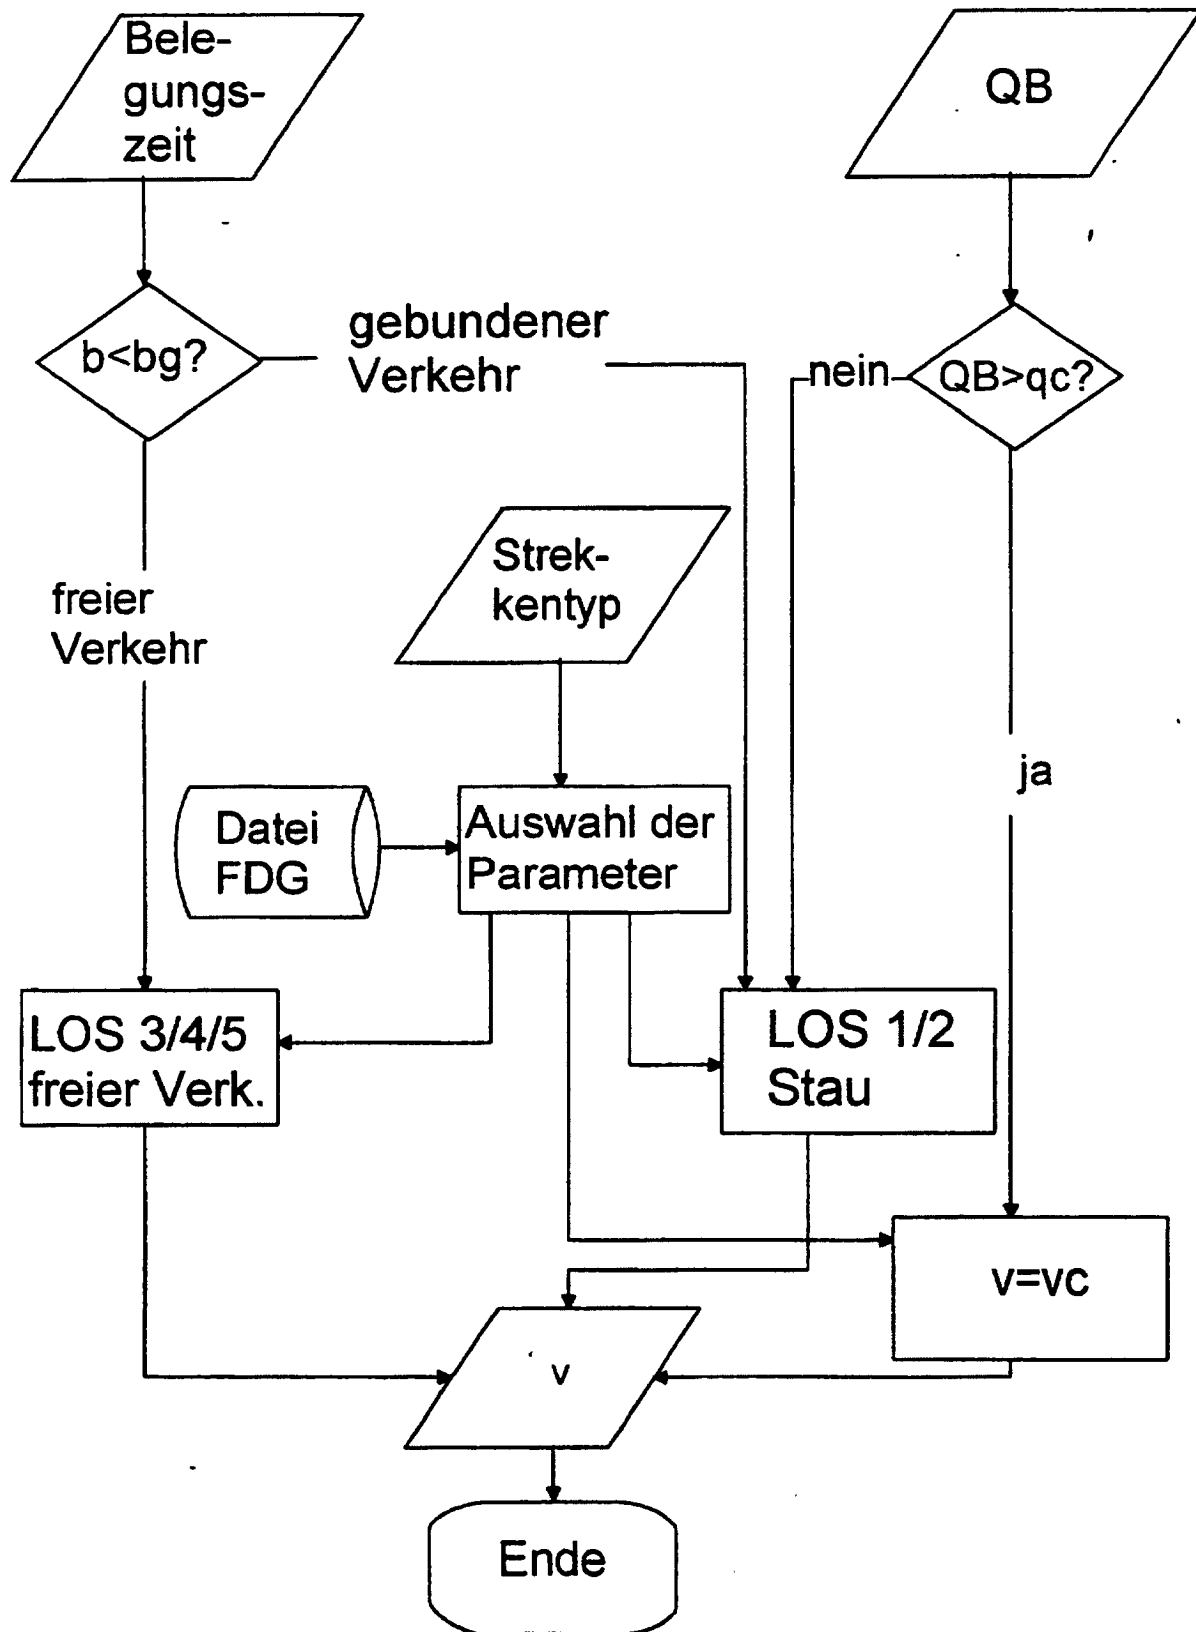 Bele-
gungs-
zeit
QB
b<bg?
gebundener
Verkehr
nein
QB>qc?
Strek-
kentyp
freier
Verkehr
ja
Datei
FDG
Auswahl der
Parameter
LOS 3/4/5
freier Verk.
LOS 1/2
Stau
v=vc
v
Ende